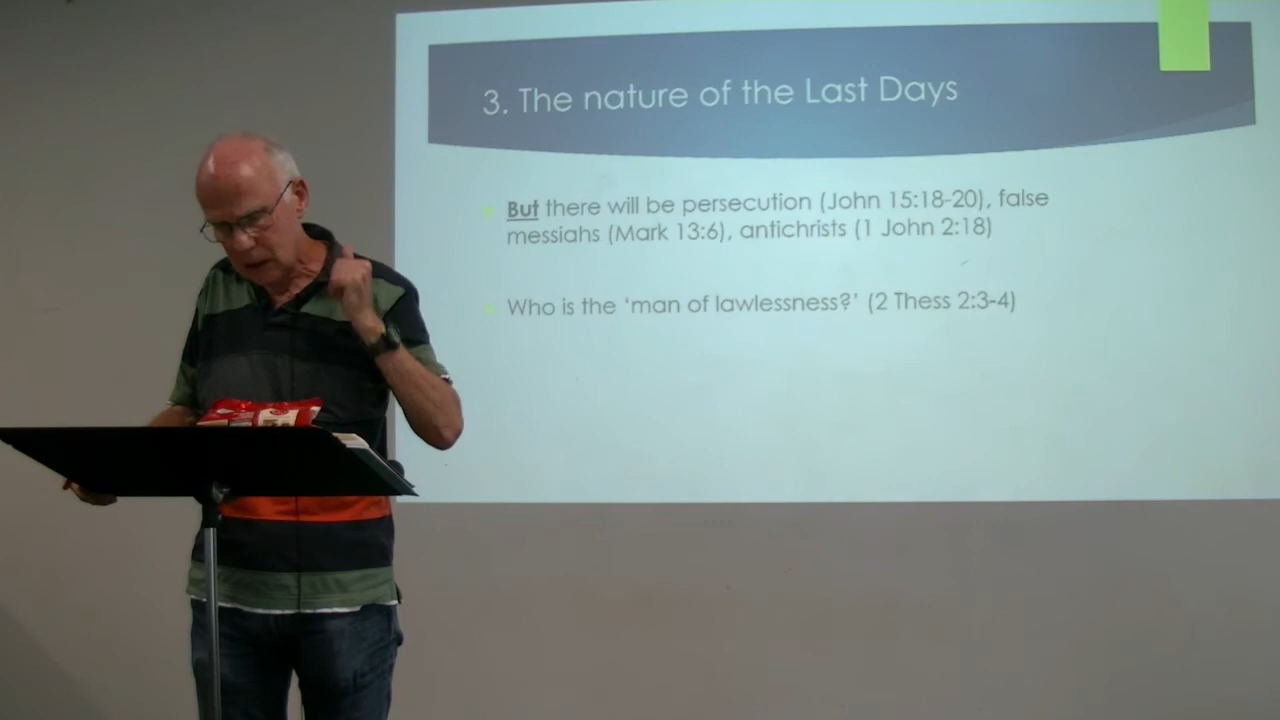 3. The nature of the Last Days
But there will be persecution (John 15:18-20), false
messiahs (Mark 13:6), antichrists (1 John 2:18)
Who is the ‘man of lawlessness?’ (2 Thess 2:3-4)